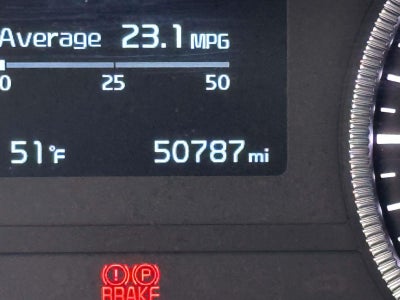 Average 23.1 MPG
0 25 50
51°F 50787 mi
! P
BRAKE